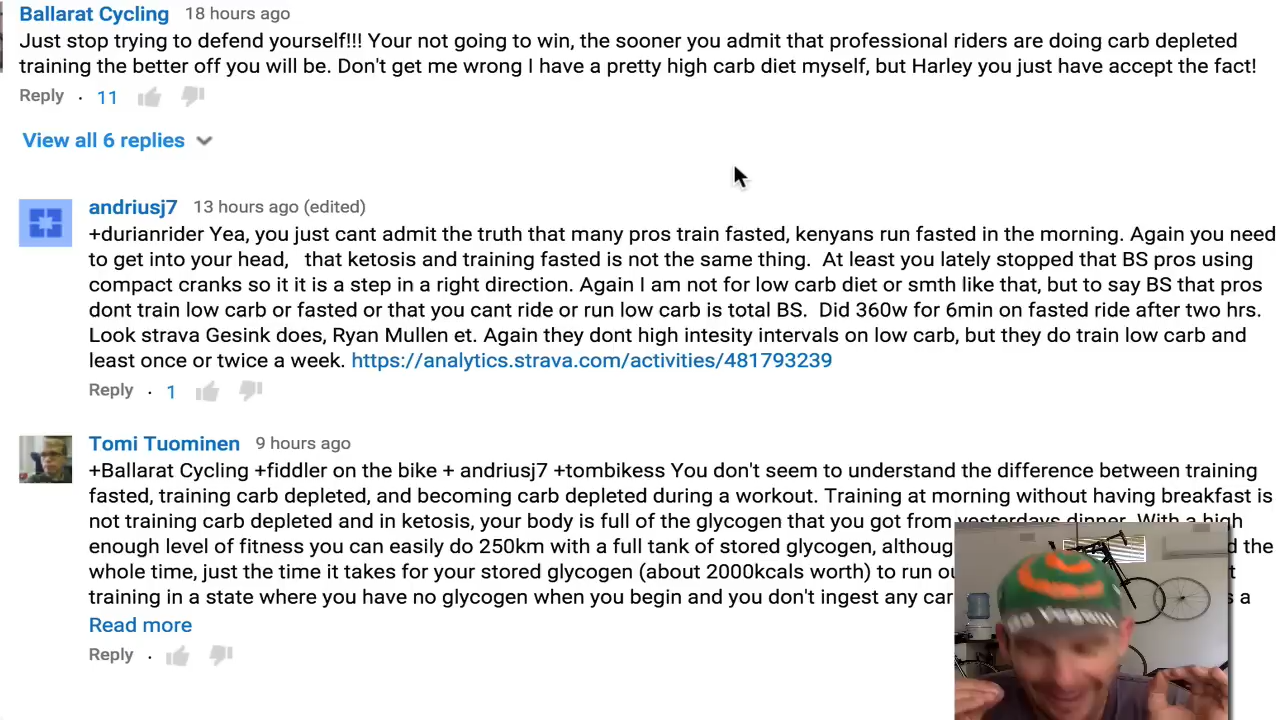 Ballarat Cycling 18 hours ago
Just stop trying to defend yourself!!! Your not going to win, the sooner you admit that professional riders are doing carb depleted
training the better off you will be. Don't get me wrong I have a pretty high carb diet myself, but Harley you just have accept the fact!
Reply · 11
View all 6 replies
andriusj7 13 hours ago (edited)
+durianrider Yea, you just cant admit the truth that many pros train fasted, kenyans run fasted in the morning. Again you need
to get into your head, that ketosis and training fasted is not the same thing. At least you lately stopped that BS pros using
compact cranks so it it is a step in a right direction. Again I am not for low carb diet or smth like that, but to say BS that pros
dont train low carb or fasted or that you cant ride or run low carb is total BS. Did 360w for 6min on fasted ride after two hrs.
Look strava Gesink does, Ryan Mullen et. Again they dont high intesity intervals on low carb, but they do train low carb and
least once or twice a week. https://analytics.strava.com/activities/481793239
Reply · 1
Tomi Tuominen 9 hours ago
+Ballarat Cycling +fiddler on the bike + andriusj7 +tombikess You don't seem to understand the difference between training
fasted, training carb depleted, and becoming carb depleted during a workout. Training at morning without having breakfast is
not training carb depleted and in ketosis, your body is full of the glycogen that you got from yesterdays dinner. With a high
enough level of fitness you can easily do 250km with a full tank of stored glycogen, the
whole time, just the time it takes for your stored glycogen (about 2000kcals worth) to run
training in a state where you have no glycogen when you begin and you don't ingest any a
Read more
Reply ·